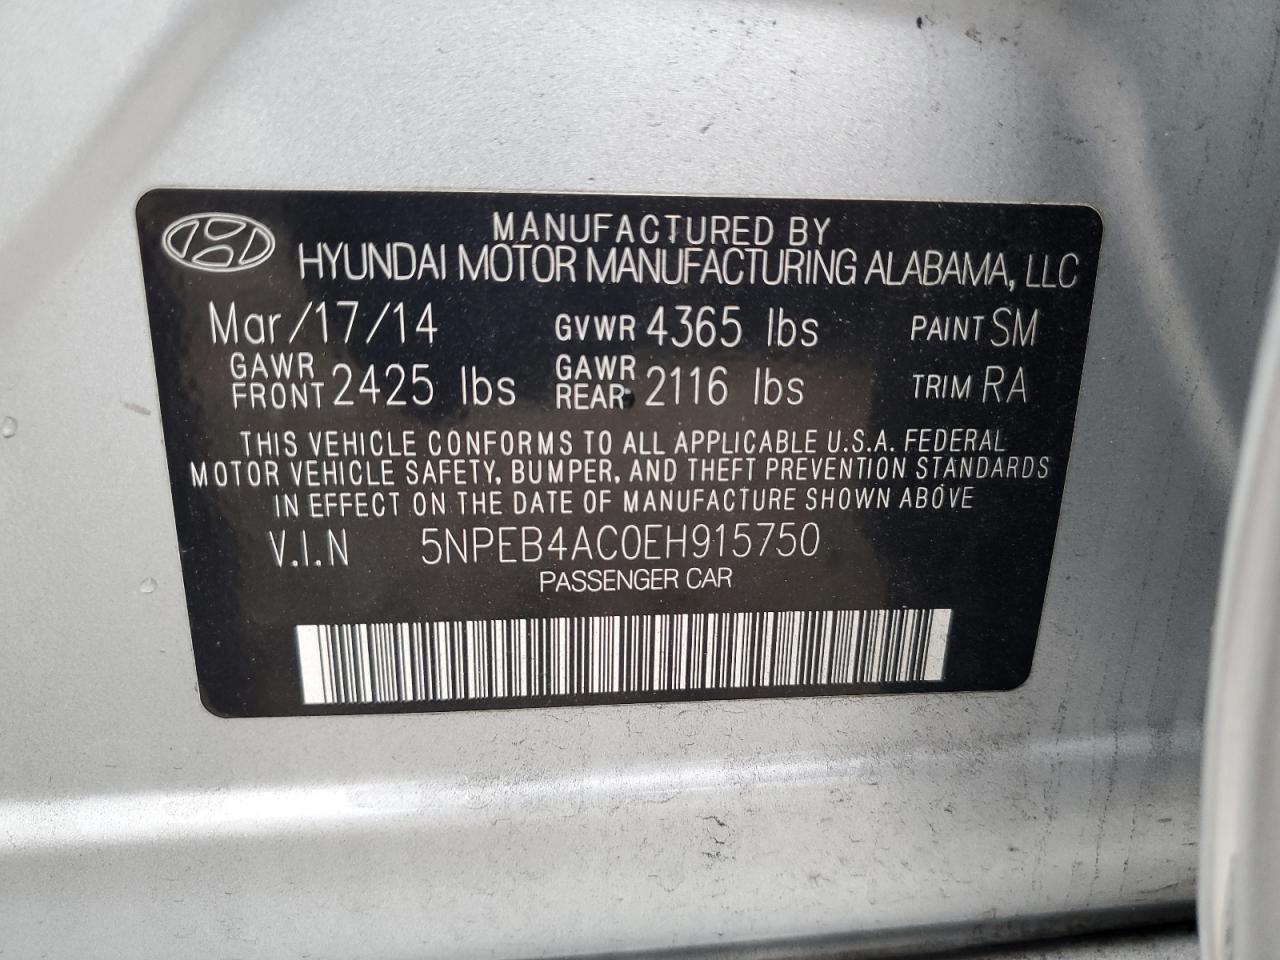 MANUFACTURED BY
HYUNDAI MOTOR MANUFACTURING ALABAMA, LLC
Mar/17/14 GVWR 4365 lbs PAINT SM
GAWR FRONT 2425 lbs GAWR REAR 2116 lbs TRIM RA
THIS VEHICLE CONFORMS TO ALL APPLICABLE U.S.A. FEDERAL
MOTOR VEHICLE SAFETY, BUMPER, AND THEFT PREVENTION STANDARDS
IN EFFECT ON THE DATE OF MANUFACTURE SHOWN ABOVE
V.I.N 5NPEB4AC0EH915750
PASSENGER CAR